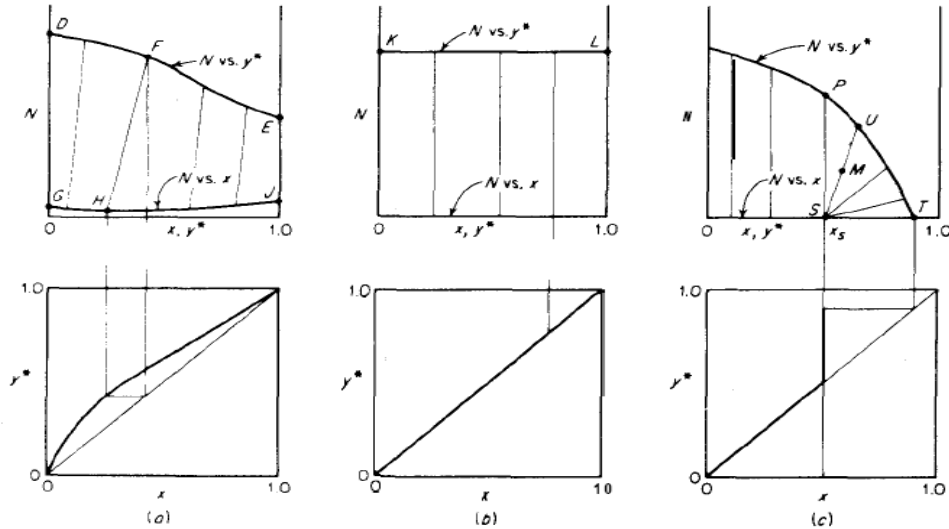 D
F
N vs. y*
N
E
G
H
N vs. x
J
0
x, y*
1.0
K
N vs. y*
L
N vs. x
0
x, y*
1.0
N vs. y*
P
N
U
M
N vs. x
S
T
0
x, y*
x_S
1.0
1.0
y*
0
0
x
1.0
(a)
1.0
y*
0
0
x
1 0
(b)
1.0
y*
0
0
x
1.0
(c)